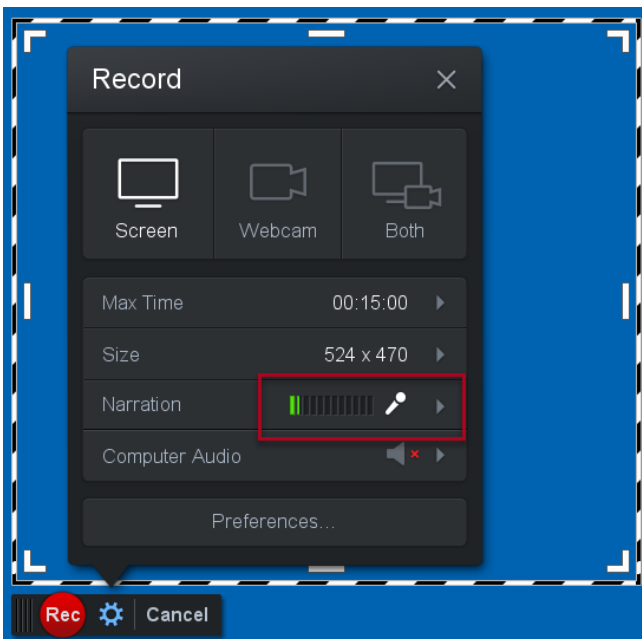 Record
Screen Webcam Both
Max Time 00:15:00
Size 524 x 470
Narration
Computer Audio
Preferences...
Rec Cancel